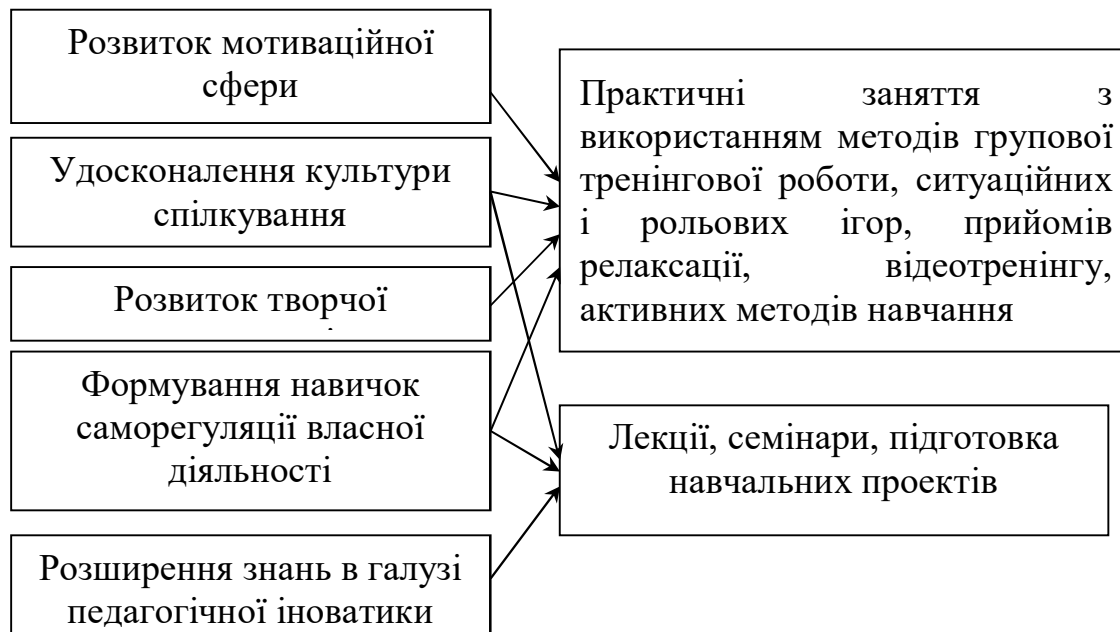 Розвиток мотиваційної
сфери
Удосконалення культури
спілкування
Розвиток творчої
Формування навичок
саморегуляції власної
діяльності
Розширення знань в галузі
педагогічної іноватики
Практичні заняття з
використанням методів групової
тренінгової роботи, ситуаційних
і рольових ігор, прийомів
релаксації, відеотренінгу,
активних методів навчання
Лекції, семінари, підготовка
навчальних проектів